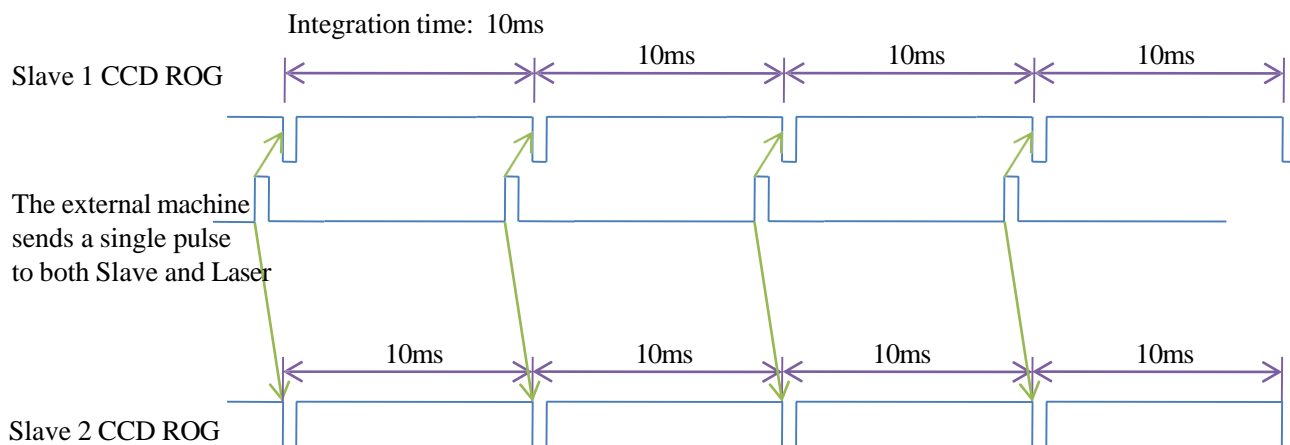 Integration time: 10ms
Slave 1 CCD ROG
10ms
10ms
10ms
The external machine
sends a single pulse
to both Slave and Laser
10ms
10ms
10ms
10ms
Slave 2 CCD ROG